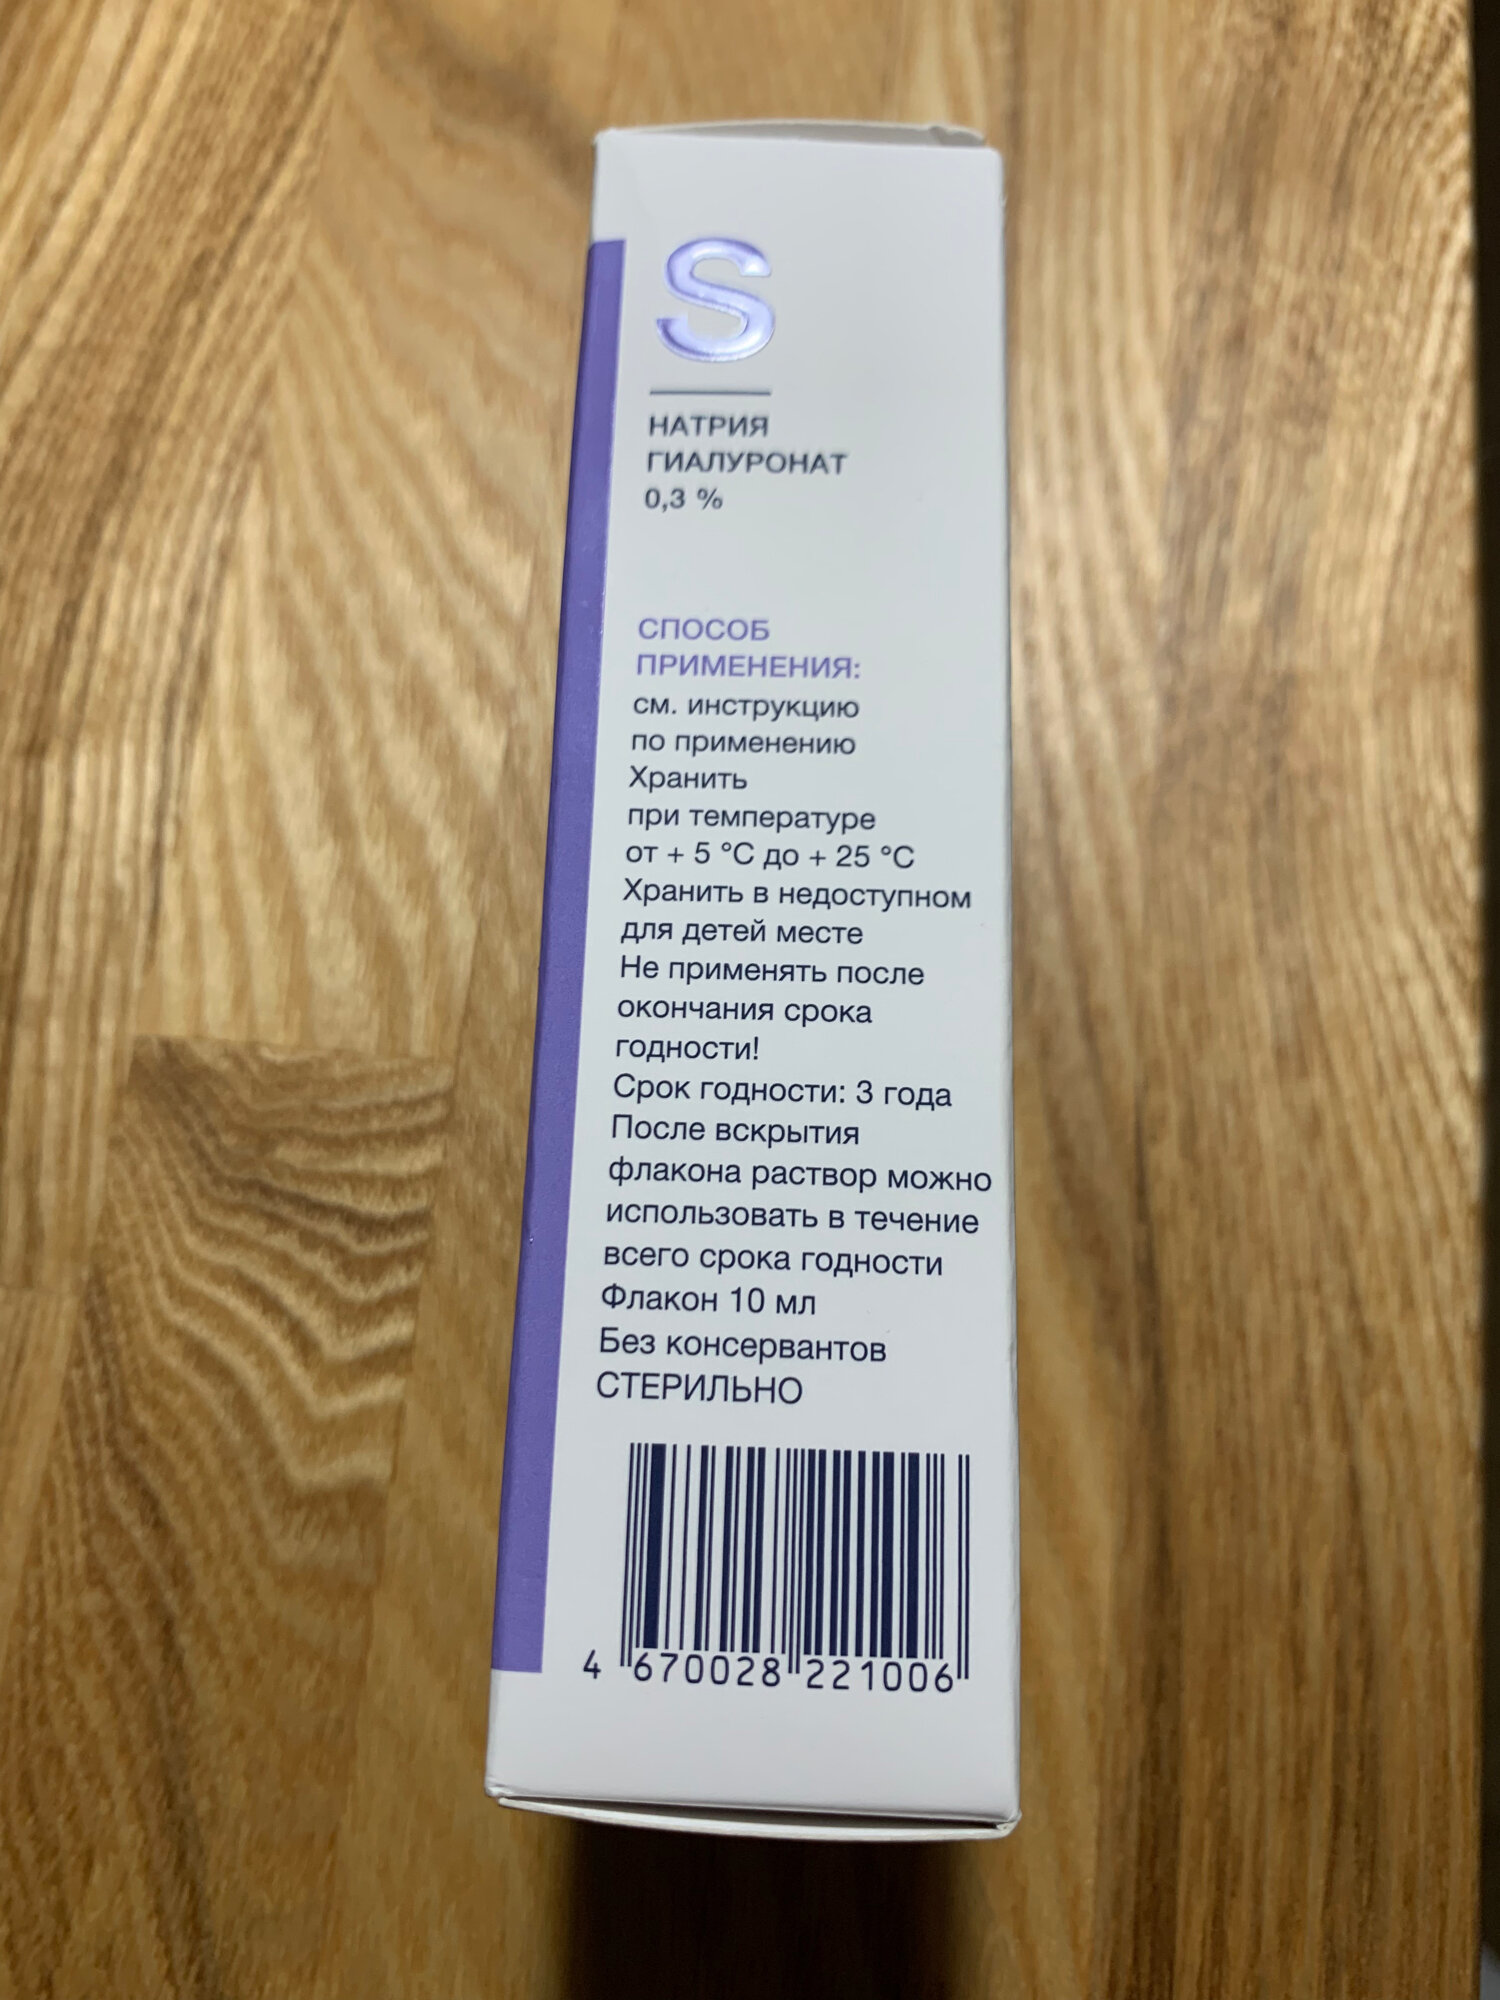 S
НАТРИЯ
ГИАЛУРОНАТ
0,3 %
СПОСОБ
ПРИМЕНЕНИЯ:
см. инструкцию
по применению
Хранить
при температуре
от + 5 °C до + 25 °C
Хранить в недоступном
для детей месте
Не применять после
окончания срока
годности!
Срок годности: 3 года
После вскрытия
флакона раствор можно
использовать в течение
всего срока годности
Флакон 10 мл
Без консервантов
СТЕРИЛЬНО
4 670028 221006